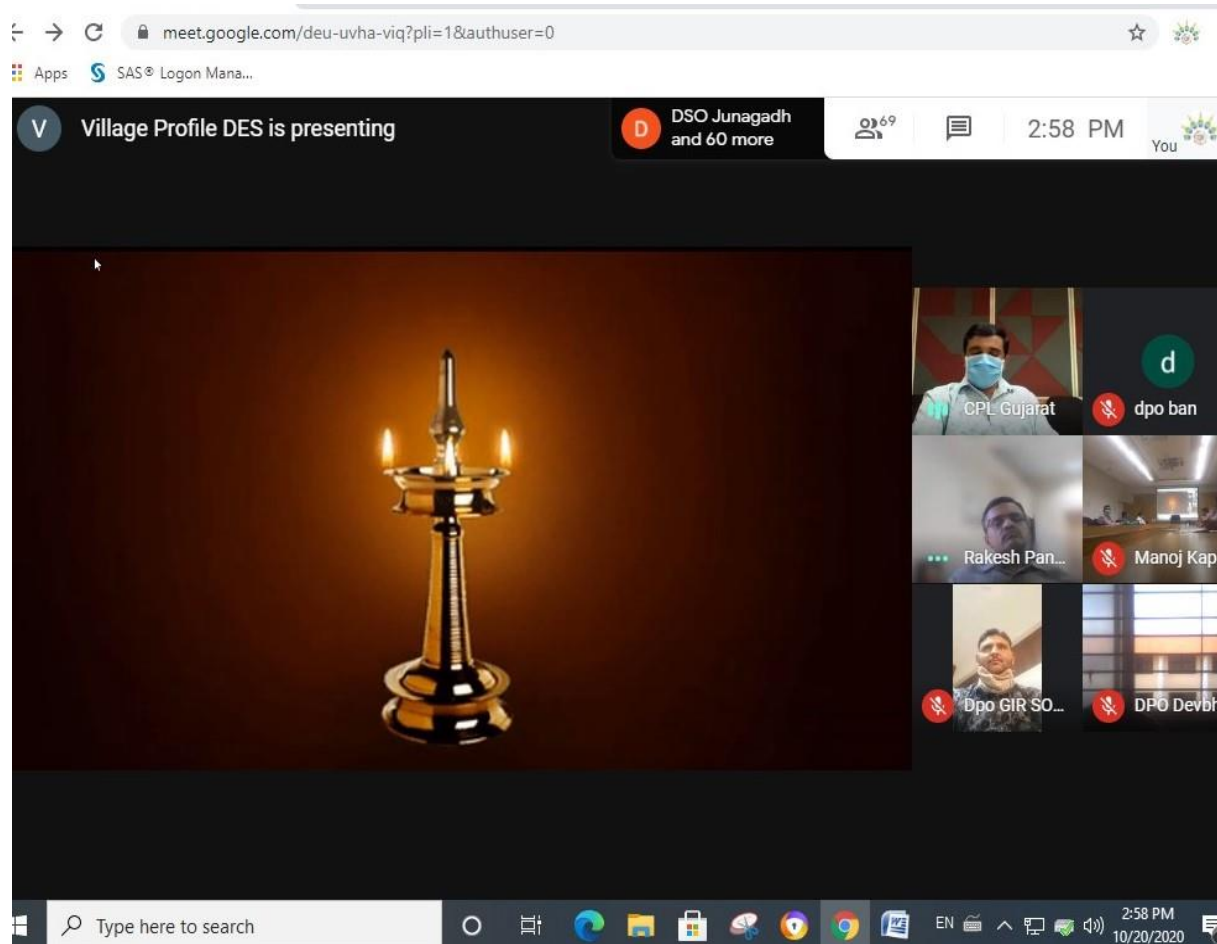 meet.google.com/deu-uvha-viq?pli=1&authuser=0
Apps
SAS® Logon Mana...
V
Village Profile DES is presenting
D
DSO Junagadh
and 60 more
69
2:58 PM
You
CPL Gujarat
d
dpo ban
Rakesh Pan...
Manoj Kap
Dpo GIR SO...
DPO Devbh
Type here to search
EN
2:58 PM
10/20/2020